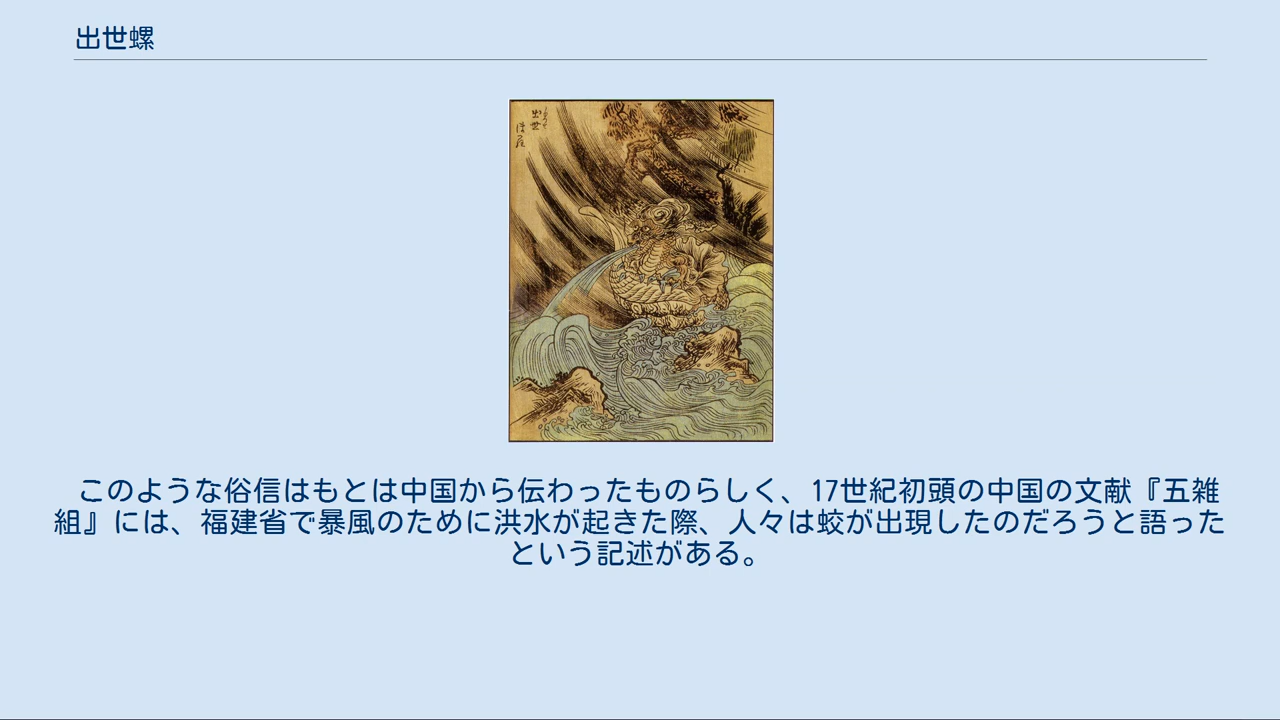 出世螺
出世
このような俗信はもとは中国から伝わったものらしく、17世紀初頭の中国の文献『五雑
組』には、福建省で暴風のために洪水が起きた際、人々は蛟が出現したのだろうと語った
という記述がある。